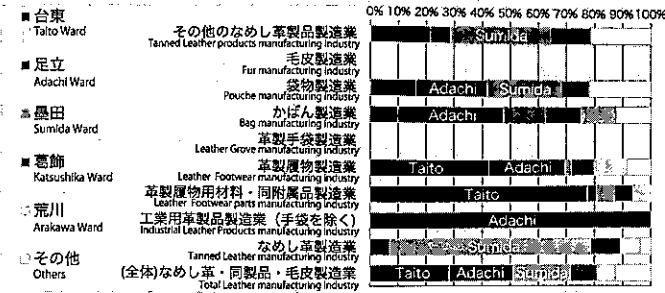 0% 10% 20% 30% 40% 50% 60% 70% 80% 90% 100%
■台東
Taito Ward
■足立
Adachi Ward
墨田
Sumida Ward
■葛飾
Katsushika Ward
荒川
Arakawa Ward
その他
Others
その他のなめし革製品製造業
Tanned Leather products manufacturing industry
Sumida
毛皮製造業
Fur manufacturing industry
袋物製造業
Pouche manufacturing industry
Adachi Sumida
かばん製造業
Bag manufacturing industry
Adachi
革製手袋製造業
Leather Grove manufacturing industry
革製履物製造業
Leather Footwear manufacturing industry
Taito Adachi
革製履物用材料・同附属品製造業
Leather Footwear parts manufacturing industry
Taito
工業用革製品製造業(手袋を除く)
Industrial Leather Products manufacturing industry
Adachi
なめし革製造業
Tanned Leather manufacturing industry
Sumida
(全体)なめし革・同製品・毛皮製造業
Total Leather manufacturing industry
Taito Adachi Sumida